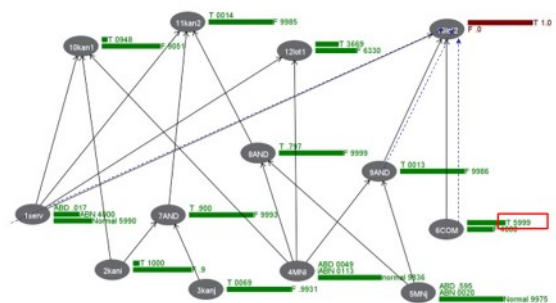 11kan2
T 0014
F 9985
T 1.0
F .0
10kan1
T 0948
F 9051
12lot1
T 3669
F 6330
8AND
T .797
F 9999
9AND
T 0013
F 9986
1serv
ABD .017
ABN 4000
Normal 5990
7AND
T .900
F 9993
6COM
T 5999
2kani
T 1000
F .9
3kanj
T 0069
F .9931
4MNI
ABD 0049
ABN 0113
normal 9836
5MNj
ABD .595
ABN 0020
Normal 9975